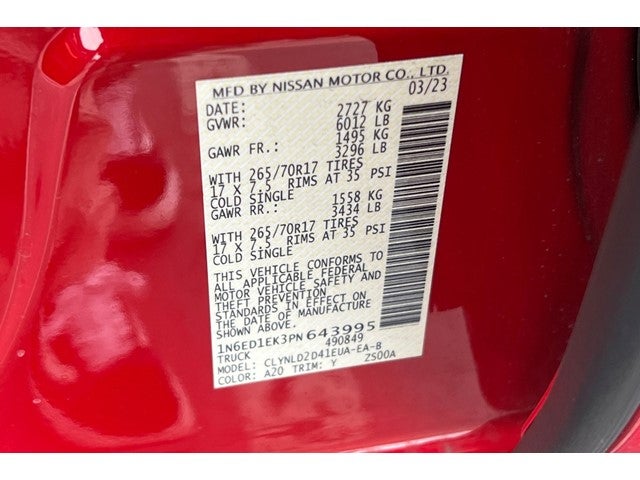 MFD BY NISSAN MOTOR CO., LTD.
DATE: 03/23
GVWR: 2727 KG
6012 LB
GAWR FR.: 1495 KG
3296 LB
WITH 265/70R17 TIRES
17 X 7.5 RIMS AT 35 PSI
COLD SINGLE
GAWR RR.: 1558 KG
3434 LB
WITH 265/70R17 TIRES
17 X 7.5 RIMS AT 35 PSI
COLD SINGLE
THIS VEHICLE CONFORMS TO
ALL APPLICABLE FEDERAL
MOTOR VEHICLE SAFETY AND
THEFT PREVENTION
STANDARDS IN EFFECT ON
THE DATE OF MANUFACTURE
1N6ED1EK3PN643995
TRUCK 490849
MODEL: CLYNLD2D41EUA-EA-B
COLOR: A20 TRIM: Y ZS00A